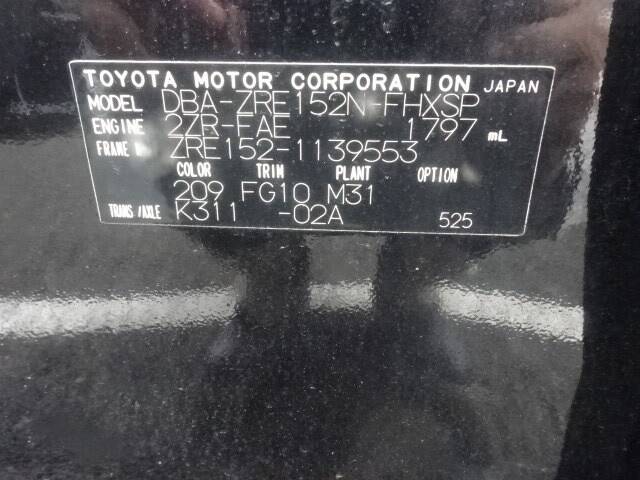 TOYOTA MOTOR CORPORATION JAPAN
MODEL DBA-ZRE152N-FHXSP
ENGINE 2ZR-FAE 1797 mL
FRAME No. ZRE152-1139553
COLOR TRIM PLANT OPTION
209 FG10 M31
TRANS/AXLE K311 -02A 525